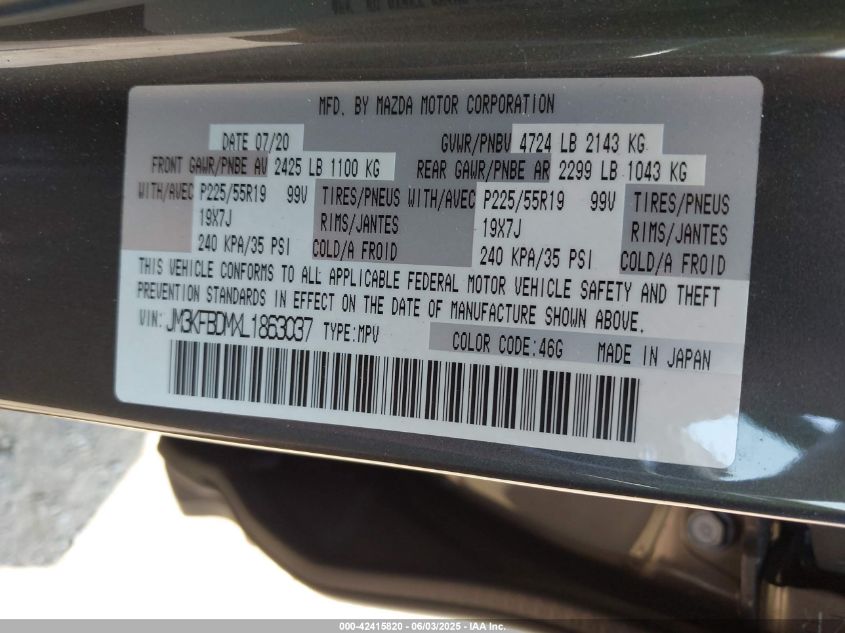 MFD. BY MAZDA MOTOR CORPORATION
DATE 07/20 GVWR/PNBV 4724 LB 2143 KG
FRONT GAWR/PNBE AV 2425 LB 1100 KG REAR GAWR/PNBE AR 2299 LB 1043 KG
WITH/AVEC P225/55R19 99V TIRES/PNEUS WITH/AVEC P225/55R19 99V TIRES/PNEUS
19X7J RIMS/JANTES 19X7J RIMS/JANTES
240 KPA/35 PSI COLD/A FROID 240 KPA/35 PSI COLD/A FROID
THIS VEHICLE CONFORMS TO ALL APPLICABLE FEDERAL MOTOR VEHICLE SAFETY AND THEFT
PREVENTION STANDARDS IN EFFECT ON THE DATE OF MANUFACTURE SHOWN ABOVE.
VIN: JM3KFBDMXL1863037 TYPE:MPV COLOR CODE:46G MADE IN JAPAN
000-42415820 - 06/03/2025 - IAA Inc.